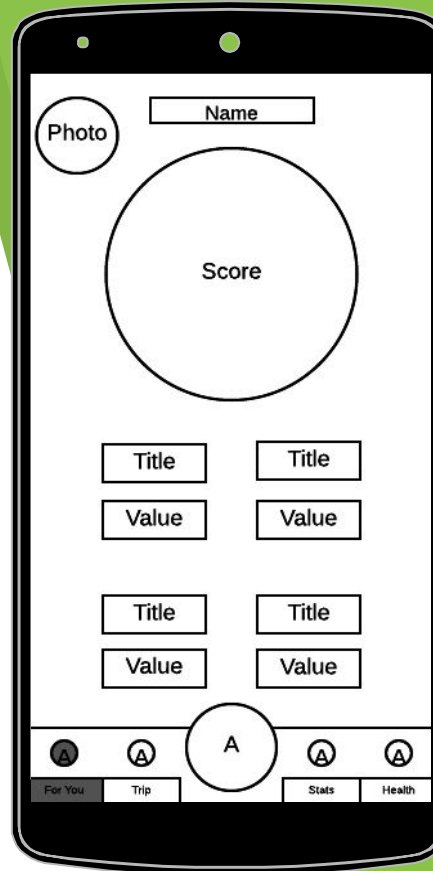 Name
Photo
Score
Title Title
Value Value
Title Title
Value Value
A A A A A
For You Trip Stats Health